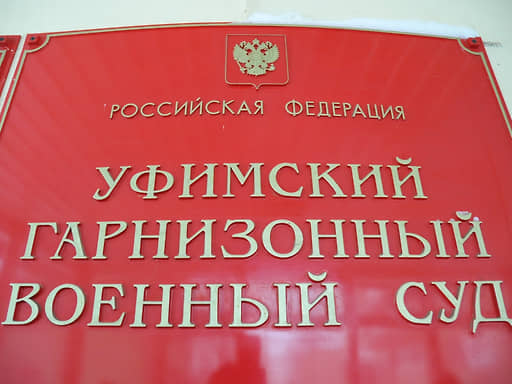 РОССИЙСКАЯ ФЕДЕРАЦИЯ
УФИМСКИЙ
ГАРНИЗОННЫЙ
ВОЕННЫЙ СУД